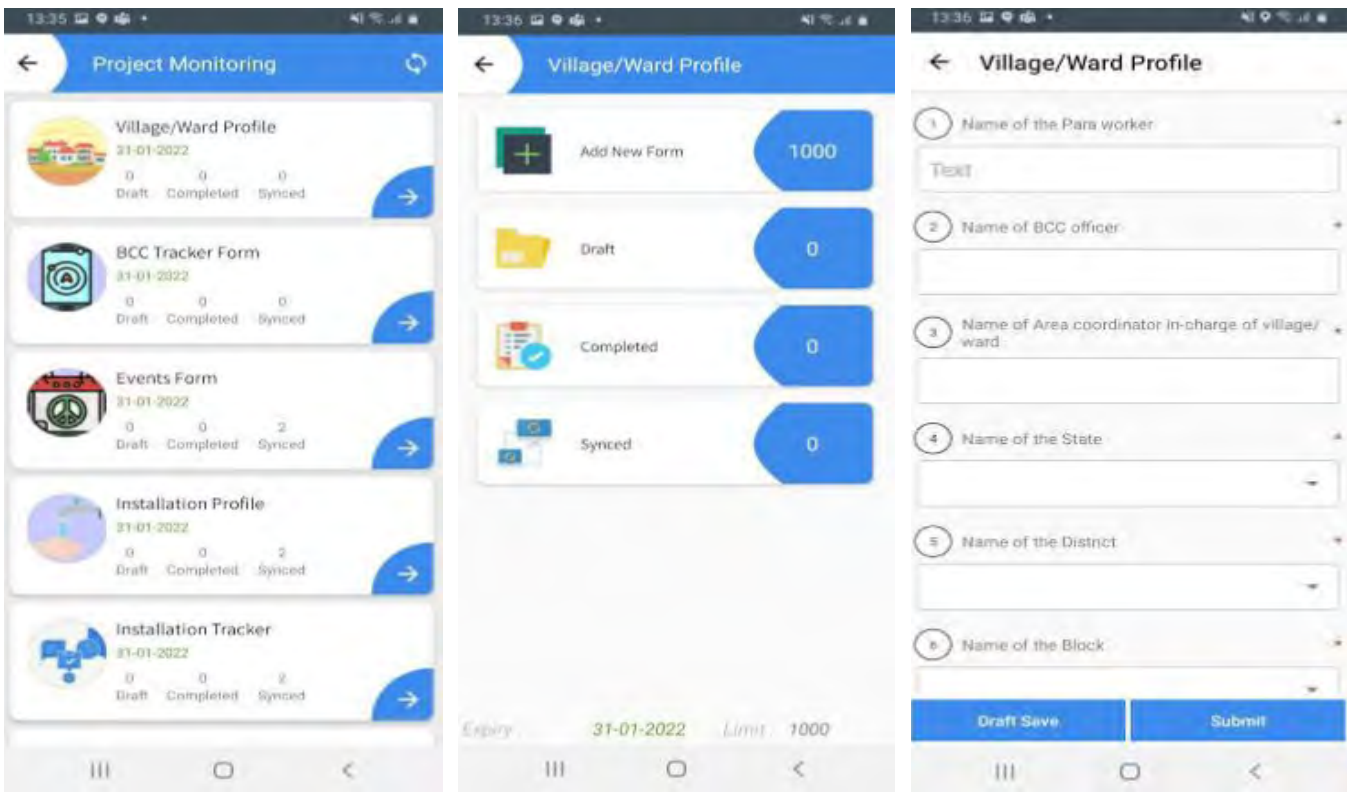 13:35
Project Monitoring
Village/Ward Profile
31-01-2022
0 0 0
Draft Completed Synced
BCC Tracker Form
31-01-2022
0 0 0
Draft Completed Synced
Events Form
31-01-2022
0 0 2
Draft Completed Synced
Installation Profile
31-01-2022
0 0 2
Draft Completed Synced
Installation Tracker
31-01-2022
0 0 2
Draft Completed Synced
13:36
Village/Ward Profile
Add New Form 1000
Draft 0
Completed 0
Synced 0
Expiry 31-01-2022 Limit 1000
13:36
Village/Ward Profile
1 Name of the Para worker *
Text
2 Name of BCC officer *
3 Name of Area coordinator In-charge of village/ *
ward
4 Name of the State *
5 Name of the District *
6 Name of the Block *
Draft Save Submit